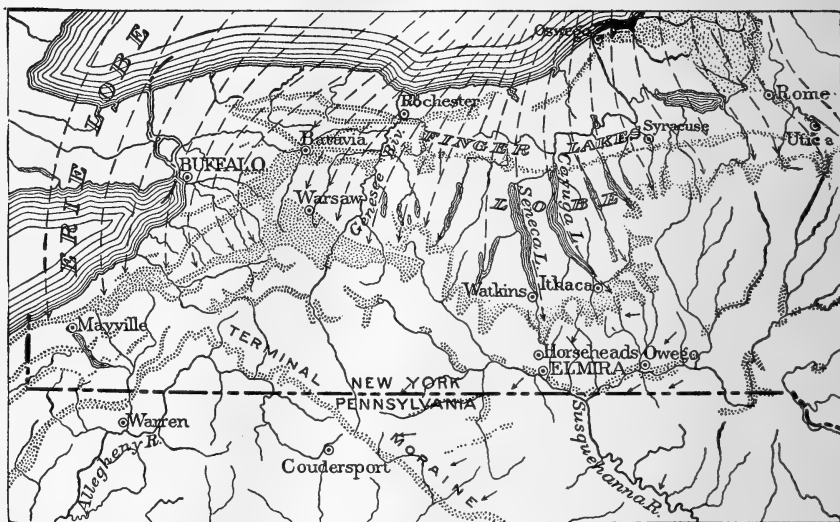 Oswego
ERIE LOBE
Rome
Rochester
FINGER LAKES
Syracuse
Utica
Batavia
BUFFALO
Genesee Riv.
LOBE
Cayuga L.
Seneca L.
Warsaw
Watkins
Ithaca
Mayville
TERMINAL
Horseheads
Owego
ELMIRA
NEW YORK
PENNSYLVANIA
Warren
MORAINE
Susquehanna R.
Allegheny R.
Coudersport